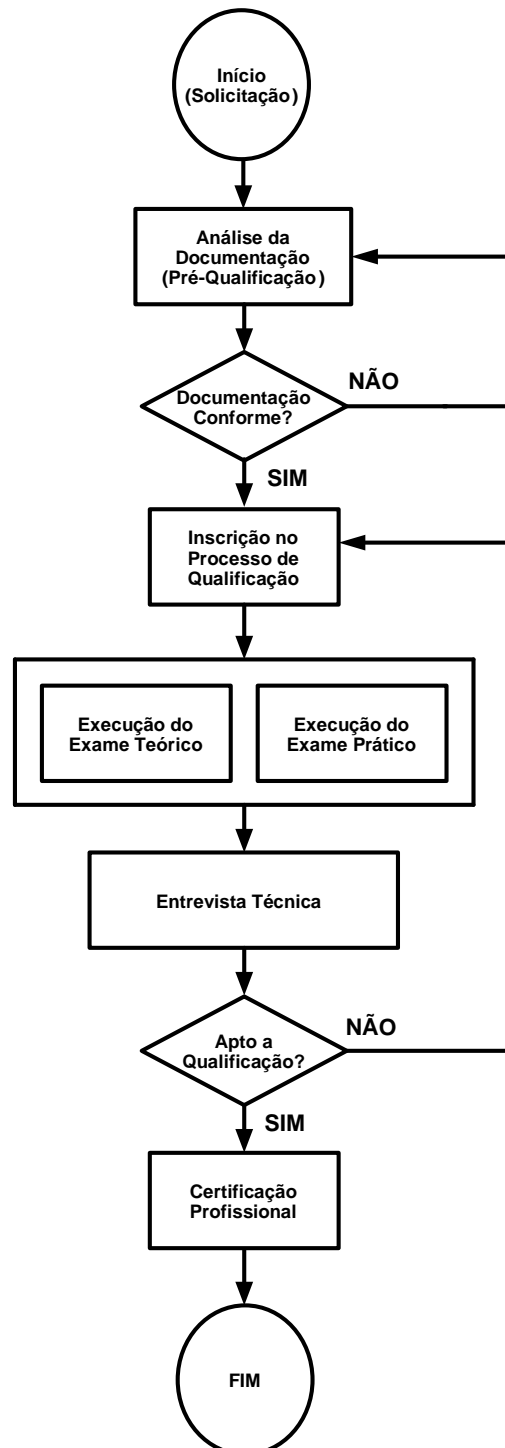 Início
(Solicitação)
Análise da
Documentação
(Pré-Qualificação)
NÃO
Documentação
Conforme?
SIM
Inscrição no
Processo de
Qualificação
Execução do
Exame Teórico
Execução do
Exame Prático
Entrevista Técnica
NÃO
Apto a
Qualificação?
SIM
Certificação
Profissional
FIM